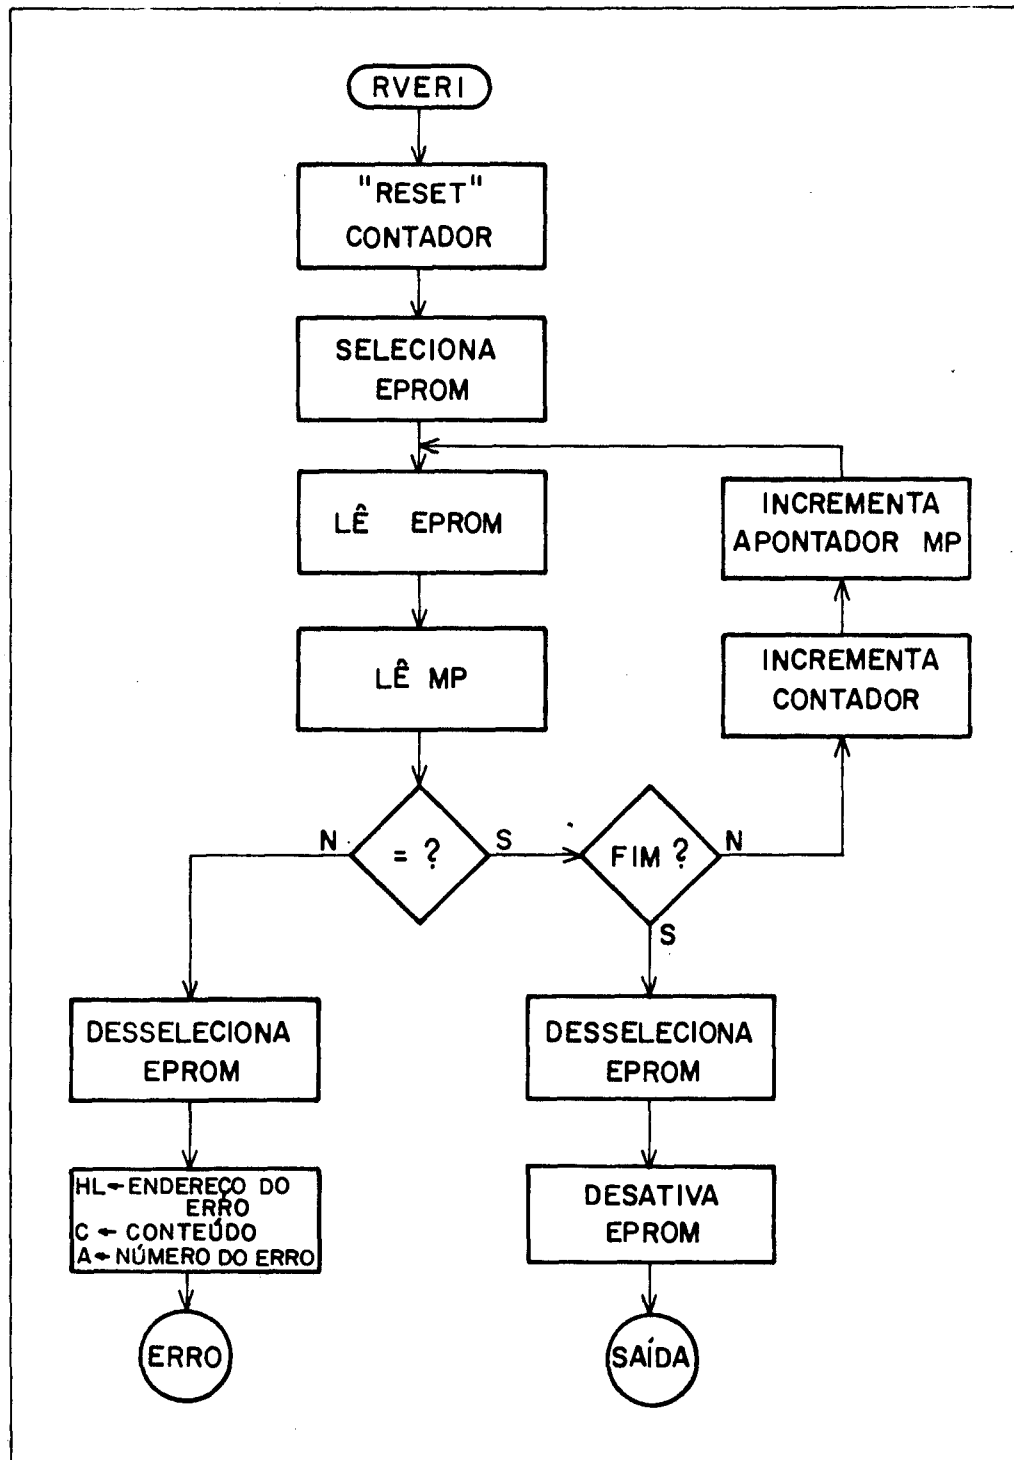 RVERI
"RESET"
CONTADOR
SELECIONA
EPROM
LÊ EPROM
INCREMENTA
APONTADOR MP
LÊ MP
INCREMENTA
CONTADOR
N
= ?
S
FIM ?
N
S
DESSELECIONA
EPROM
DESSELECIONA
EPROM
HL←ENDEREÇO DO
ERRO
C ← CONTEÚDO
A←NÚMERO DO ERRO
DESATIVA
EPROM
ERRO
SAÍDA